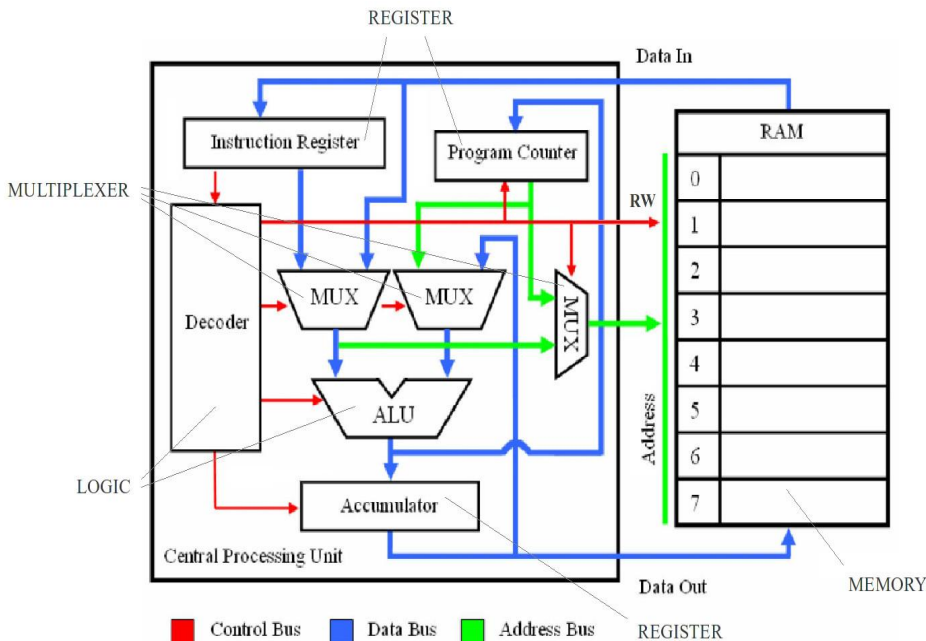 REGISTER
Data In
Instruction Register
Program Counter
RAM
MULTIPLEXER
RW
0
1
2
3
4
5
6
7
MUX
MUX
MUX
Decoder
ALU
Address
LOGIC
Accumulator
Central Processing Unit
Data Out
MEMORY
Control Bus
Data Bus
Address Bus
REGISTER